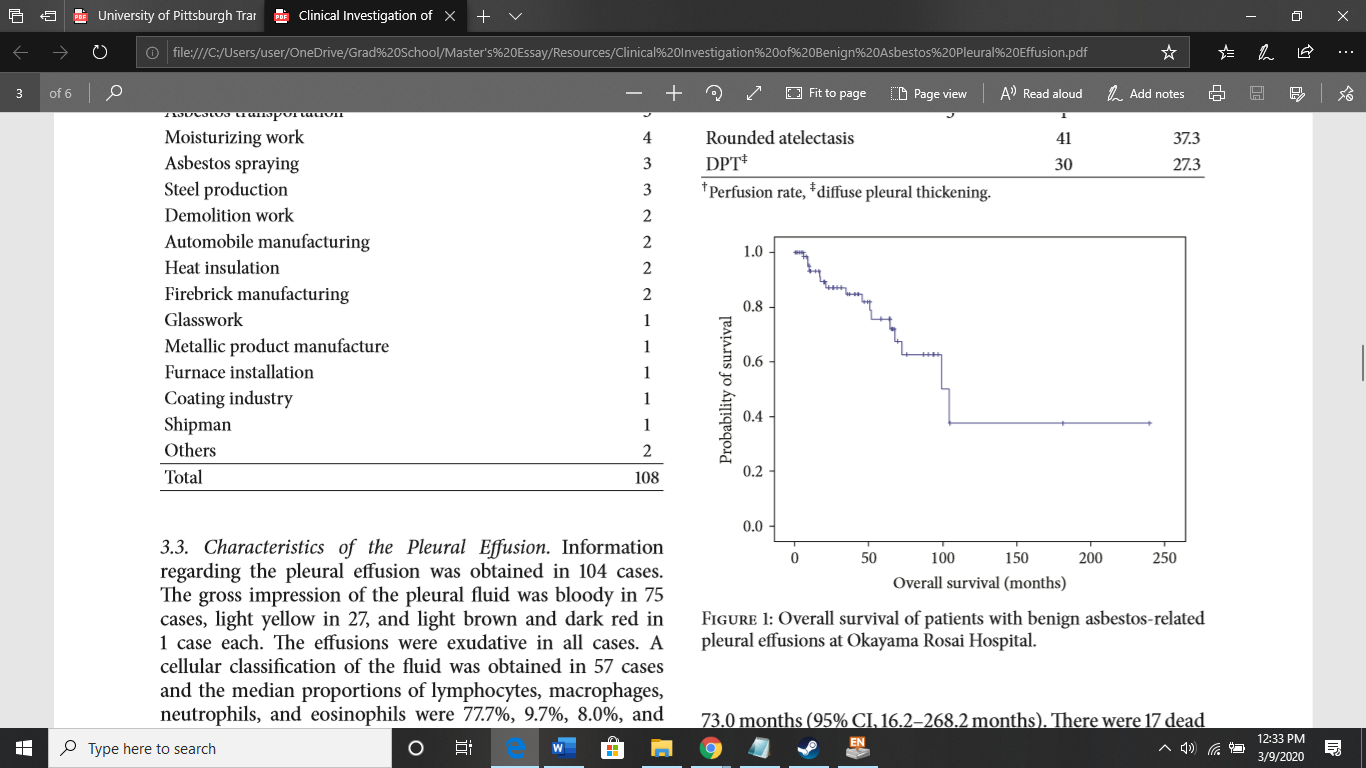 University of Pittsburgh Trar
Clinical Investigation of
file:///C:/Users/user/OneDrive/Grad%20School/Master's%20Essay/Resources/Clinical%20Investigation%20of%20Benign%20Asbestos%20Pleural%20Effusion.pdf
3 of 6
Fit to page
Page view
Read aloud
Add notes
Asbestos transportation 5
Moisturizing work 4
Asbestos spraying 3
Steel production 3
Demolition work 2
Automobile manufacturing 2
Heat insulation 2
Firebrick manufacturing 2
Glasswork 1
Metallic product manufacture 1
Furnace installation 1
Coating industry 1
Shipman 1
Others 2
Total 108
3.3. Characteristics of the Pleural Effusion. Information
regarding the pleural effusion was obtained in 104 cases.
The gross impression of the pleural fluid was bloody in 75
cases, light yellow in 27, and light brown and dark red in
1 case each. The effusions were exudative in all cases. A
cellular classification of the fluid was obtained in 57 cases
and the median proportions of lymphocytes, macrophages,
neutrophils, and eosinophils were 77.7%, 9.7%, 8.0%, and
Rounded atelectasis 41 37.3
DPT‡ 30 27.3
†Perfusion rate, ‡diffuse pleural thickening.
1.0
0.8
0.6
0.4
0.2
0.0
Probability of survival
0 50 100 150 200 250
Overall survival (months)
FIGURE 1: Overall survival of patients with benign asbestos-related
pleural effusions at Okayama Rosai Hospital.
73.0 months (95% CI, 16.2–268.2 months). There were 17 dead
Type here to search
EN
12:33 PM
3/9/2020